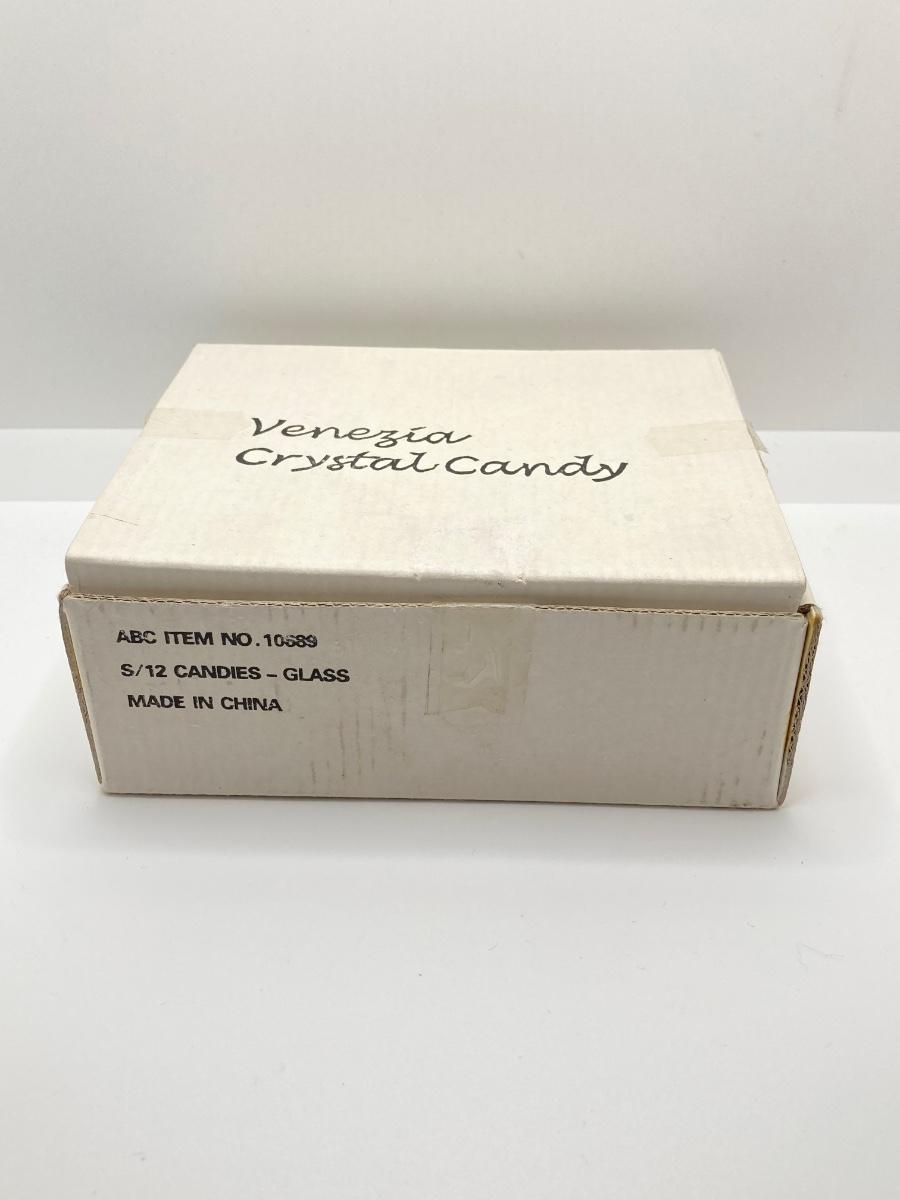 Venezia
Crystal Candy
ABC ITEM NO. 10689
S/12 CANDIES - GLASS
MADE IN CHINA